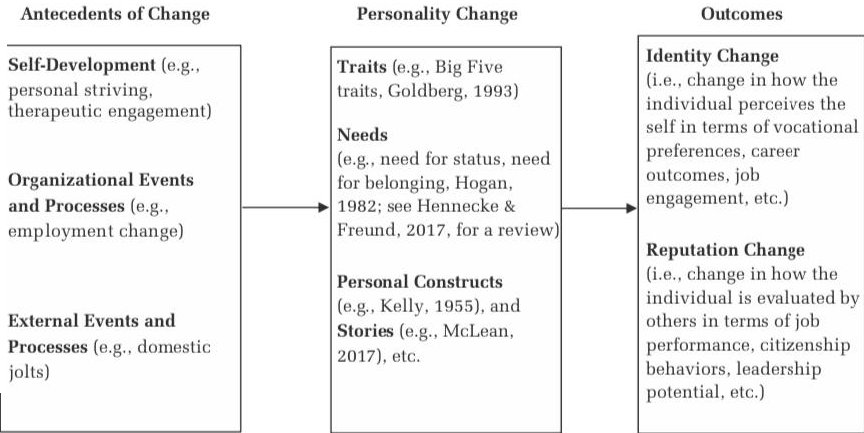 Antecedents of Change
Self-Development (e.g.,
personal striving,
therapeutic engagement)
Organizational Events
and Processes (e.g.,
employment change)
External Events and
Processes (e.g., domestic
jolts)
Personality Change
Traits (e.g., Big Five
traits, Goldberg, 1993)
Needs
(e.g., need for status, need
for belonging, Hogan,
1982; see Hennecke &
Freund, 2017, for a review)
Personal Constructs
(e.g., Kelly, 1955), and
Stories (e.g., McLean,
2017), etc.
Outcomes
Identity Change
(i.e., change in how the
individual perceives the
self in terms of vocational
preferences, career
outcomes, job
engagement, etc.)
Reputation Change
(i.e., change in how the
individual is evaluated by
others in terms of job
performance, citizenship
behaviors, leadership
potential, etc.)